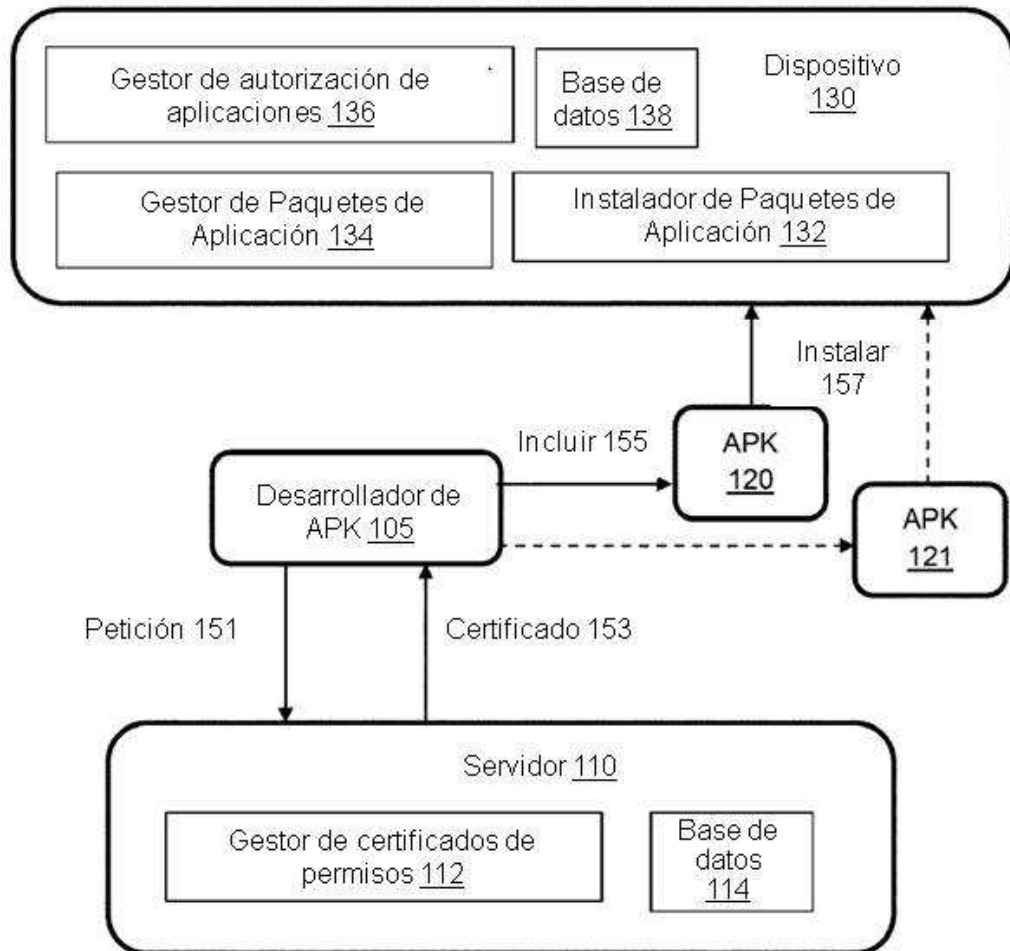 Gestor de autorización de
aplicaciones 136
Base de
datos 138
Dispositivo
130
Gestor de Paquetes de
Aplicación 134
Instalador de Paquetes de
Aplicación 132
Instalar
157
Incluir 155
APK
120
Desarrollador de
APK 105
APK
121
Petición 151
Certificado 153
Servidor 110
Gestor de certificados de
permisos 112
Base de
datos
114